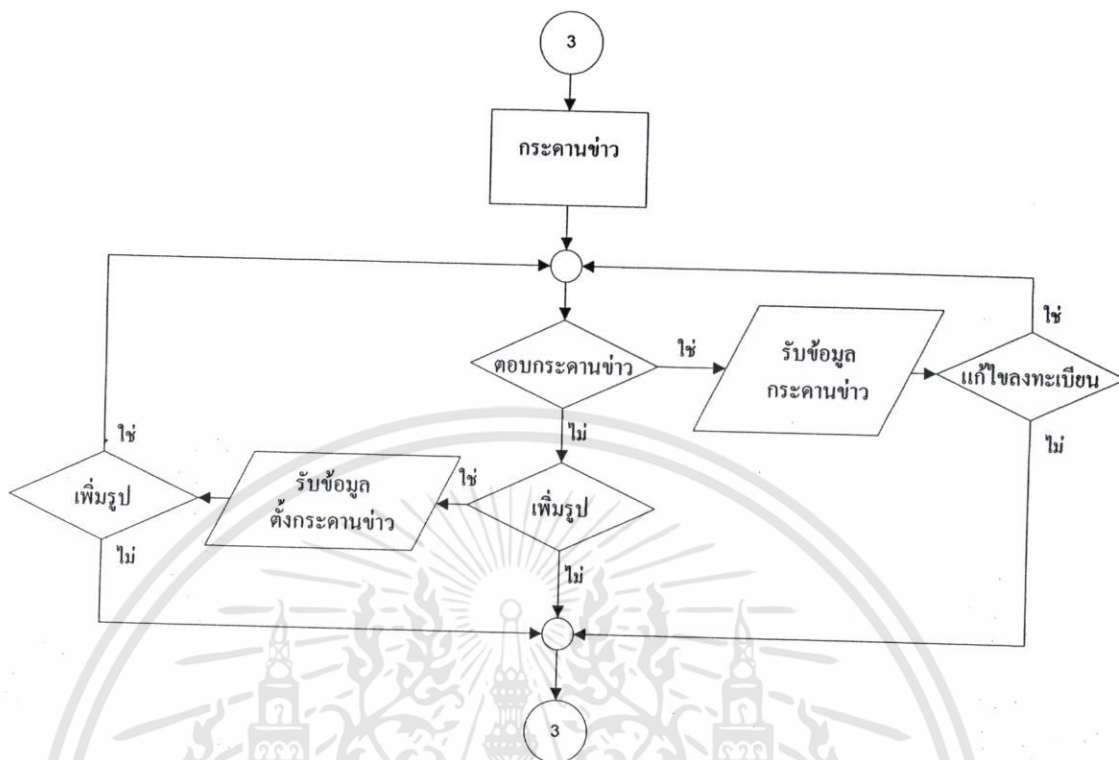 3
กระดานข่าว
ตอบกระดานข่าว
ใช่
รับข้อมูล
กระดานข่าว
ใช่
แก้ไขลงทะเบียน
ไม่
ไม่
ใช่
เพิ่มรูป
ไม่
รับข้อมูล
ตั้งกระดานข่าว
ใช่
เพิ่มรูป
ไม่
3